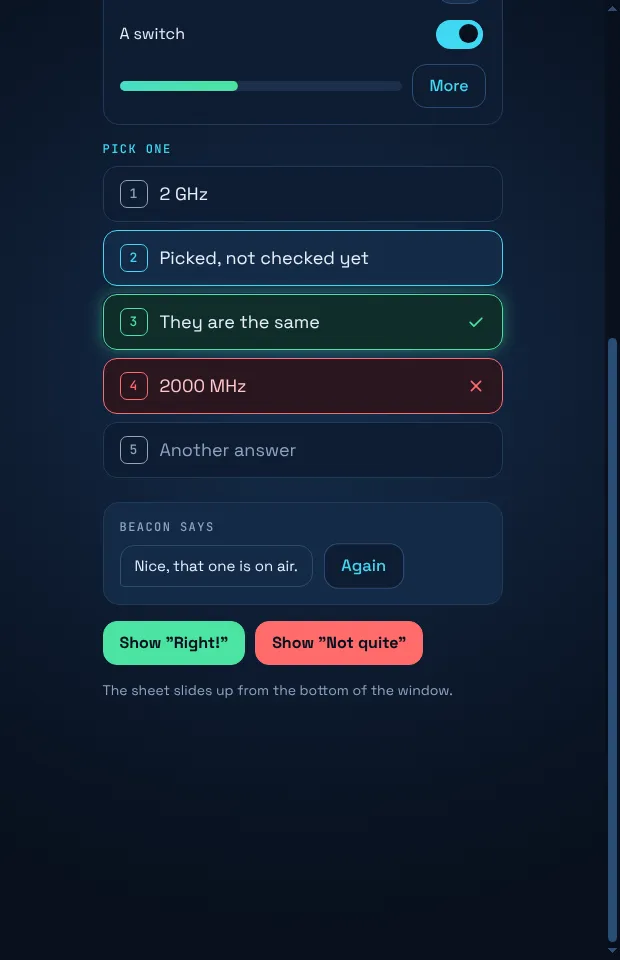 A switch
More
PICK ONE
1 2 GHz
2 Picked, not checked yet
3 They are the same
4 2000 MHz
5 Another answer
BEACON SAYS
Nice, that one is on air.
Again
Show ”Right!”
Show ”Not quite”
The sheet slides up from the bottom of the window.